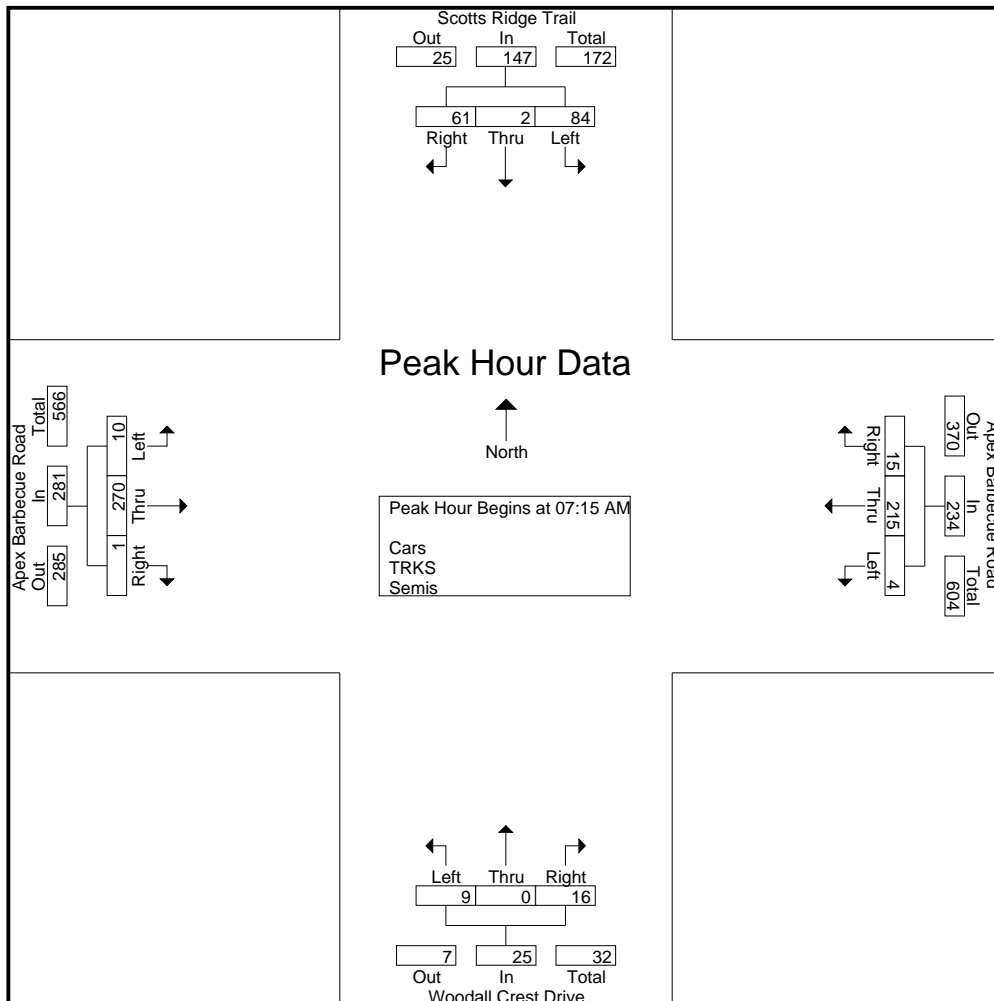 Scotts Ridge Trail
Out In Total
25 147 172
61 2 84
Right Thru Left
Peak Hour Data
North
Peak Hour Begins at 07:15 AM
Cars
TRKS
Semis
Apex Barbecue Road
Total In Out
566 281 285
10 270 1
Left Thru Right
Apex Barbecue Road
Out In Total
370 234 604
15 215 4
Right Thru Left
Left Thru Right
9 0 16
7 25 32
Out In Total
Woodall Crest Drive